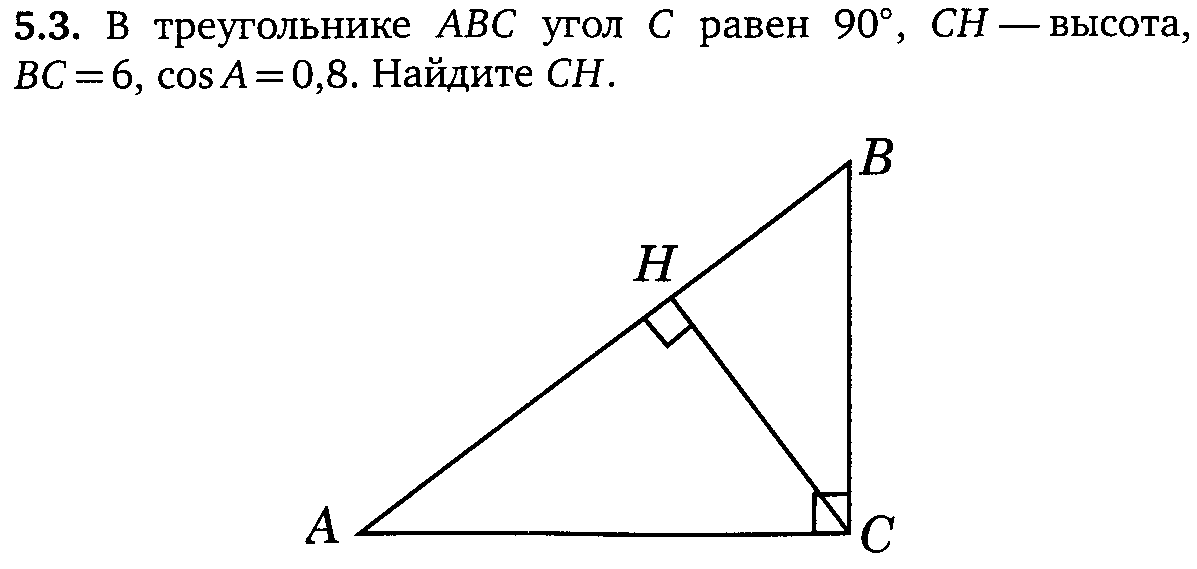 5.3. В треугольнике ABC угол C равен 90°, CH — высота,
BC = 6, cos A = 0,8. Найдите CH.
B
H
A
C